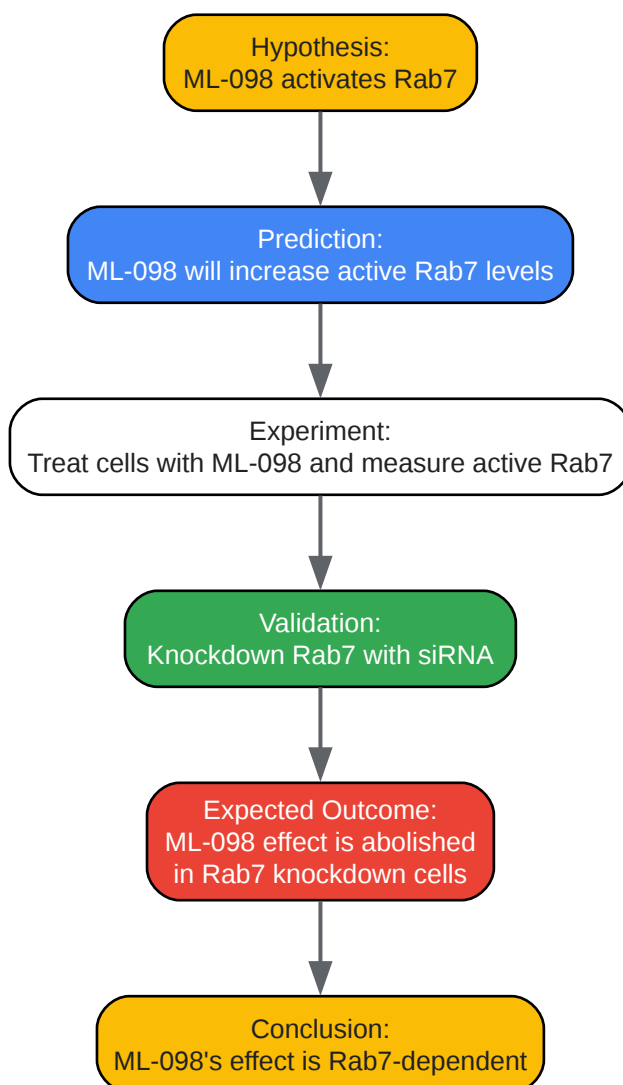 Hypothesis:
ML-098 activates Rab7
Prediction:
ML-098 will increase active Rab7 levels
Experiment:
Treat cells with ML-098 and measure active Rab7
Validation:
Knockdown Rab7 with siRNA
Expected Outcome:
ML-098 effect is abolished
in Rab7 knockdown cells
Conclusion:
ML-098's effect is Rab7-dependent